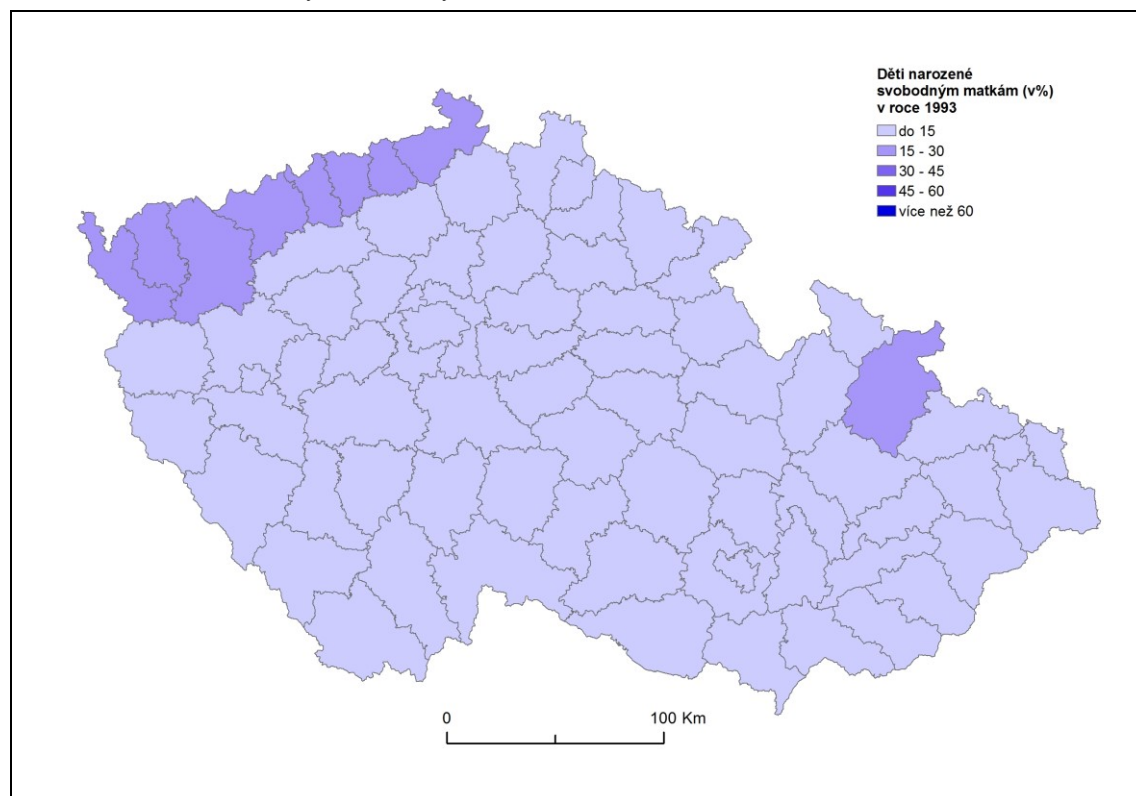 Děti narozené
svobodným matkám (v%)
v roce 1993
do 15
15 - 30
30 - 45
45 - 60
více než 60
0 100 Km